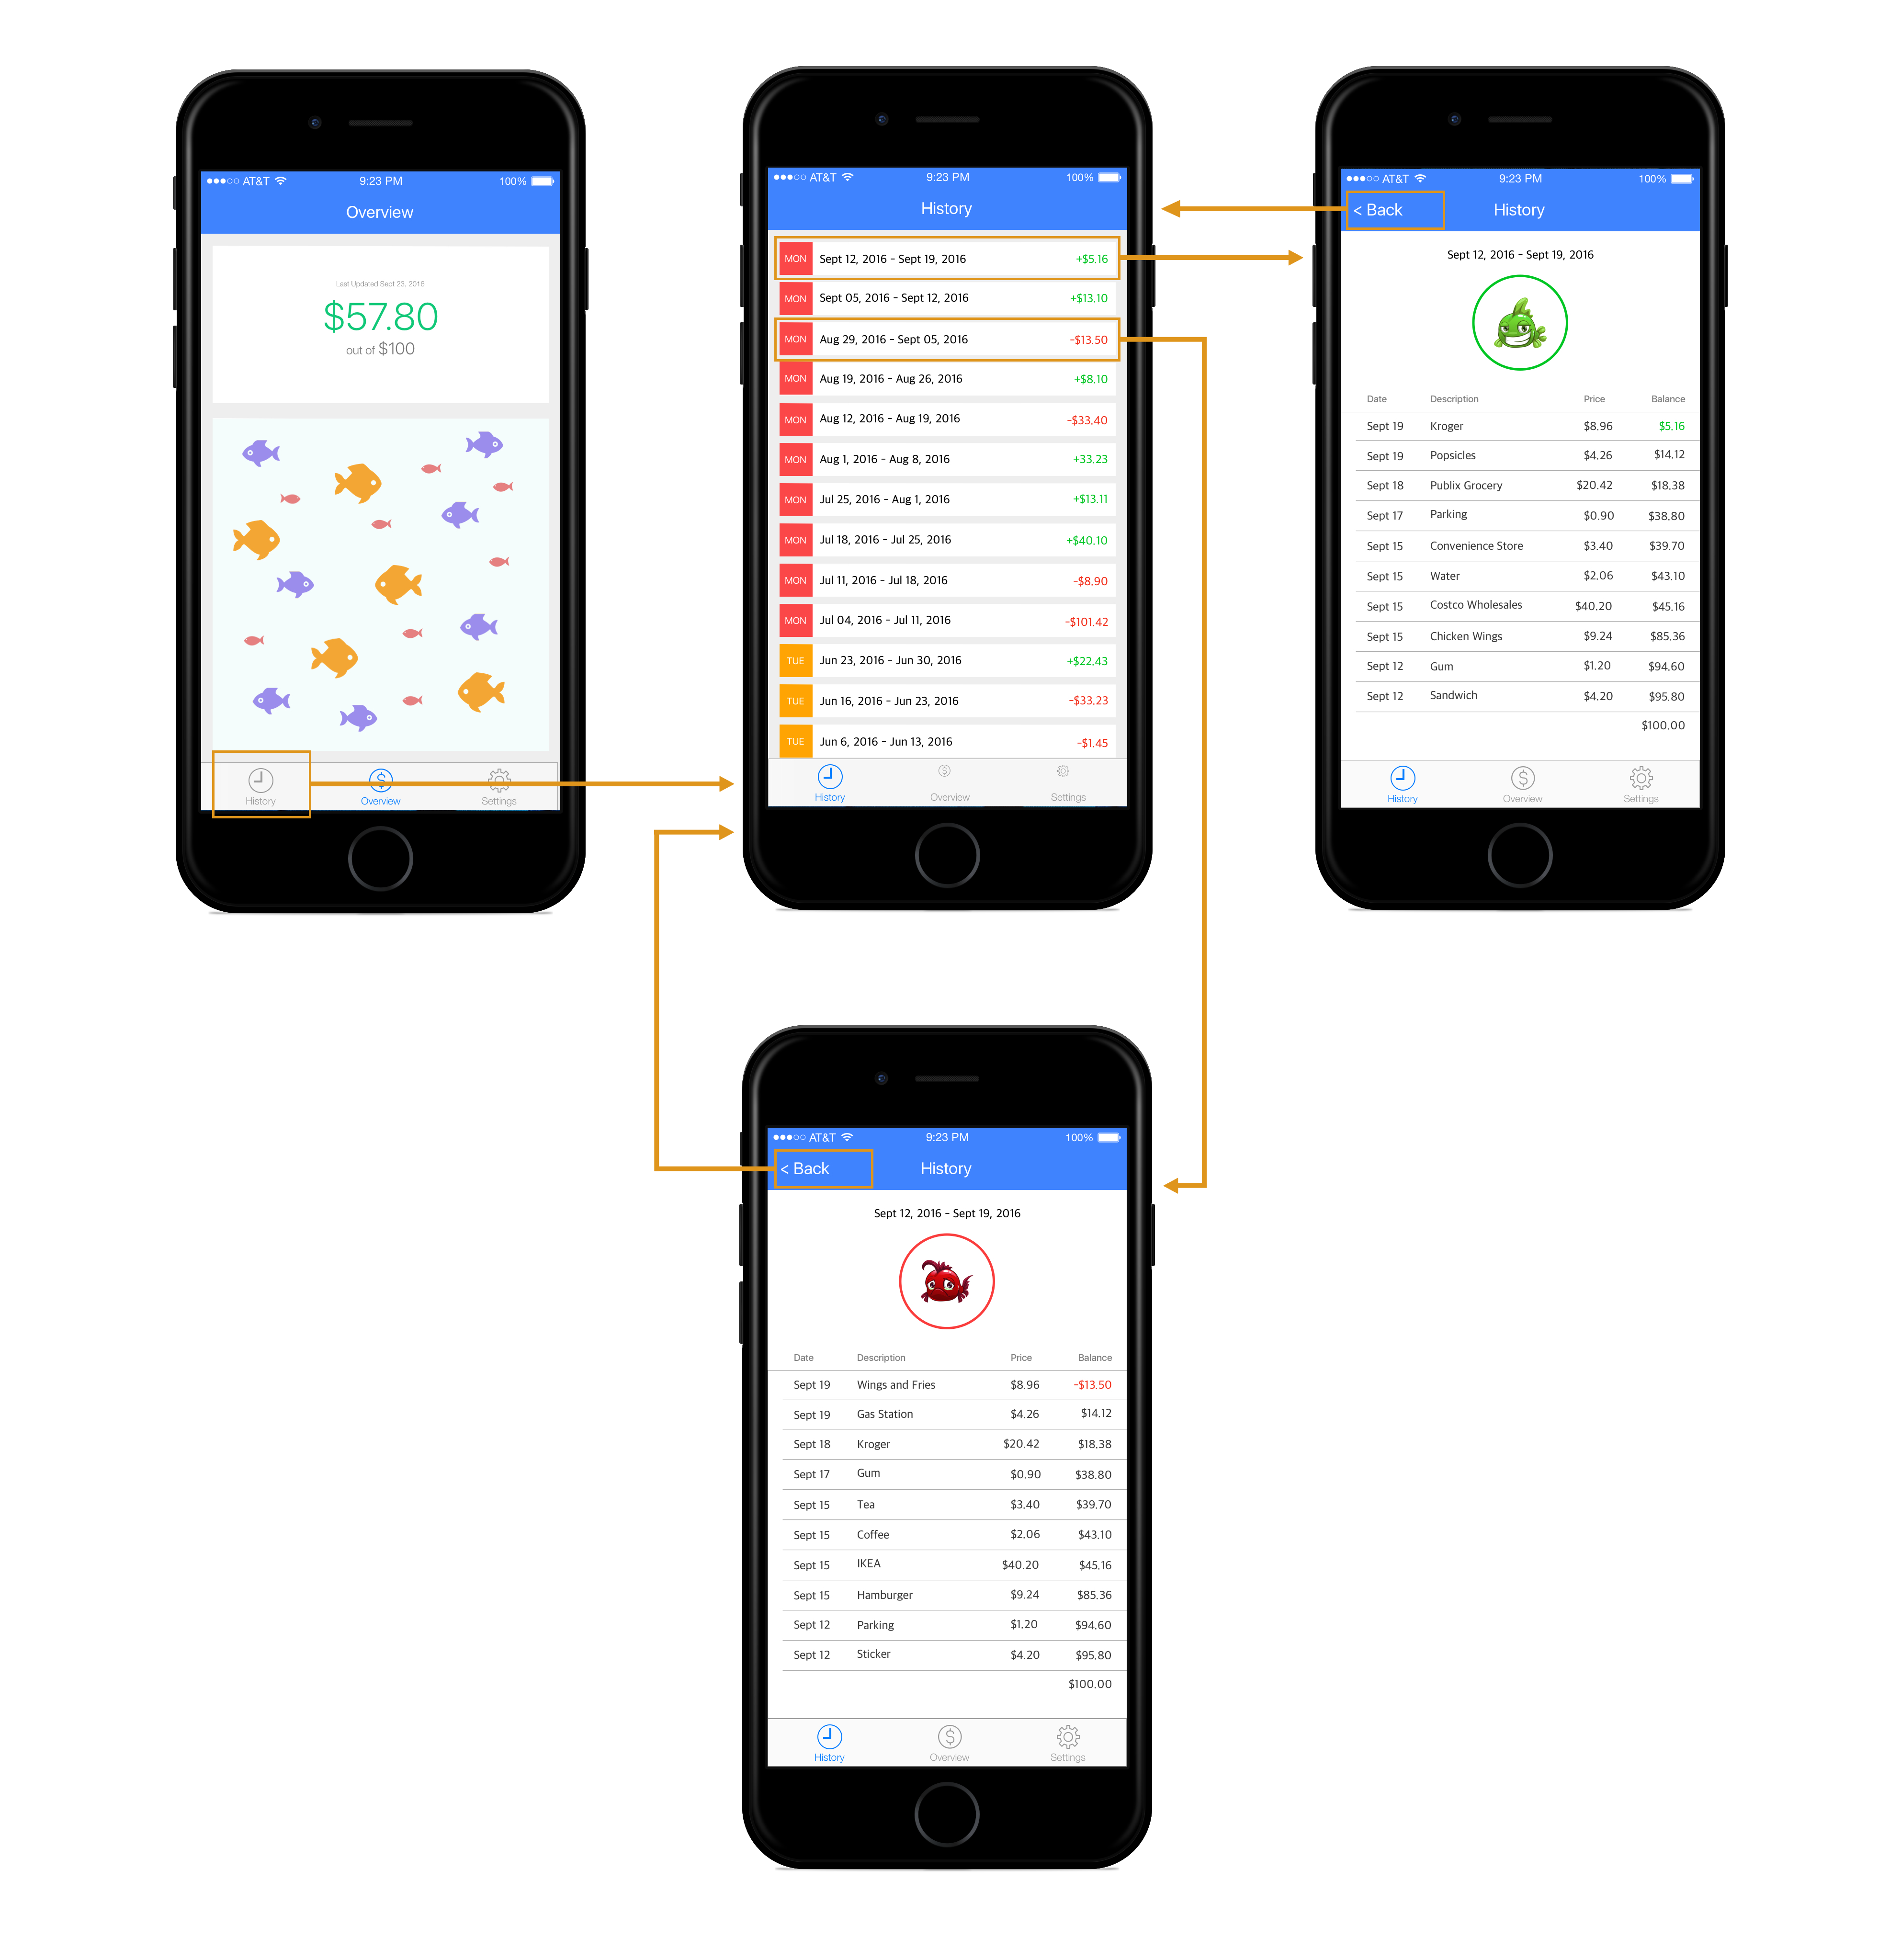 AT&T 9:23 PM 100%
Overview
Last Updated Sept 23, 2016
$57.80
out of $100
History Overview Settings
AT&T 9:23 PM 100%
History
MON Sept 12, 2016 - Sept 19, 2016 +$5.16
MON Sept 05, 2016 - Sept 12, 2016 +$13.10
MON Aug 29, 2016 - Sept 05, 2016 -$13.50
MON Aug 19, 2016 - Aug 26, 2016 +$8.10
MON Aug 12, 2016 - Aug 19, 2016 -$33.40
MON Aug 1, 2016 - Aug 8, 2016 +33.23
MON Jul 25, 2016 - Aug 1, 2016 +$13.11
MON Jul 18, 2016 - Jul 25, 2016 +$40.10
MON Jul 11, 2016 - Jul 18, 2016 -$8.90
MON Jul 04, 2016 - Jul 11, 2016 -$101.42
TUE Jun 23, 2016 - Jun 30, 2016 +$22.43
TUE Jun 16, 2016 - Jun 23, 2016 -$33.23
TUE Jun 6, 2016 - Jun 13, 2016 -$1.45
History Overview Settings
AT&T 9:23 PM 100%
< Back History
Sept 12, 2016 - Sept 19, 2016
Date Description Price Balance
Sept 19 Kroger $8.96 $5.16
Sept 19 Popsicles $4.26 $14.12
Sept 18 Publix Grocery $20.42 $18.38
Sept 17 Parking $0.90 $38.80
Sept 15 Convenience Store $3.40 $39.70
Sept 15 Water $2.06 $43.10
Sept 15 Costco Wholesales $40.20 $45.16
Sept 15 Chicken Wings $9.24 $85.36
Sept 12 Gum $1.20 $94.60
Sept 12 Sandwich $4.20 $95.80
$100.00
History Overview Settings
AT&T 9:23 PM 100%
< Back History
Sept 12, 2016 - Sept 19, 2016
Date Description Price Balance
Sept 19 Wings and Fries $8.96 -$13.50
Sept 19 Gas Station $4.26 $14.12
Sept 18 Kroger $20.42 $18.38
Sept 17 Gum $0.90 $38.80
Sept 15 Tea $3.40 $39.70
Sept 15 Coffee $2.06 $43.10
Sept 15 IKEA $40.20 $45.16
Sept 15 Hamburger $9.24 $85.36
Sept 12 Parking $1.20 $94.60
Sept 12 Sticker $4.20 $95.80
$100.00
History Overview Settings